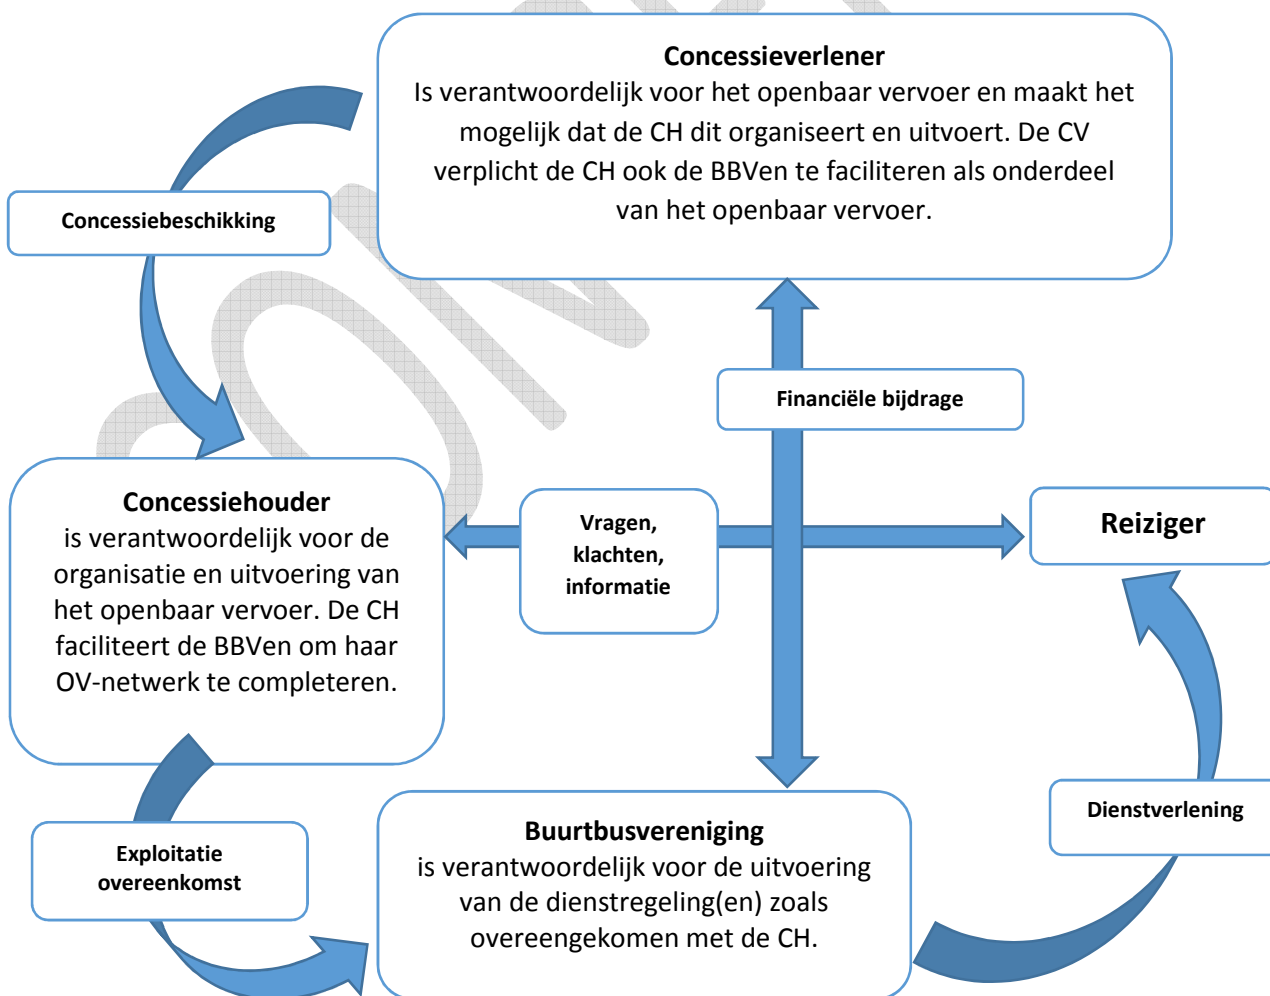 Concessieverlener
Is verantwoordelijk voor het openbaar vervoer en maakt het
mogelijk dat de CH dit organiseert en uitvoert. De CV
verplicht de CH ook de BBVen te faciliteren als onderdeel
van het openbaar vervoer.
Concessiebeschikking
Financiële bijdrage
Concessiehouder
is verantwoordelijk voor de
organisatie en uitvoering van
het openbaar vervoer. De CH
faciliteert de BBVen om haar
OV-netwerk te completeren.
Vragen,
klachten,
informatie
Reiziger
Exploitatie
overeenkomst
Buurtbusvereniging
is verantwoordelijk voor de uitvoering
van de dienstregeling(en) zoals
overeengekomen met de CH.
Dienstverlening